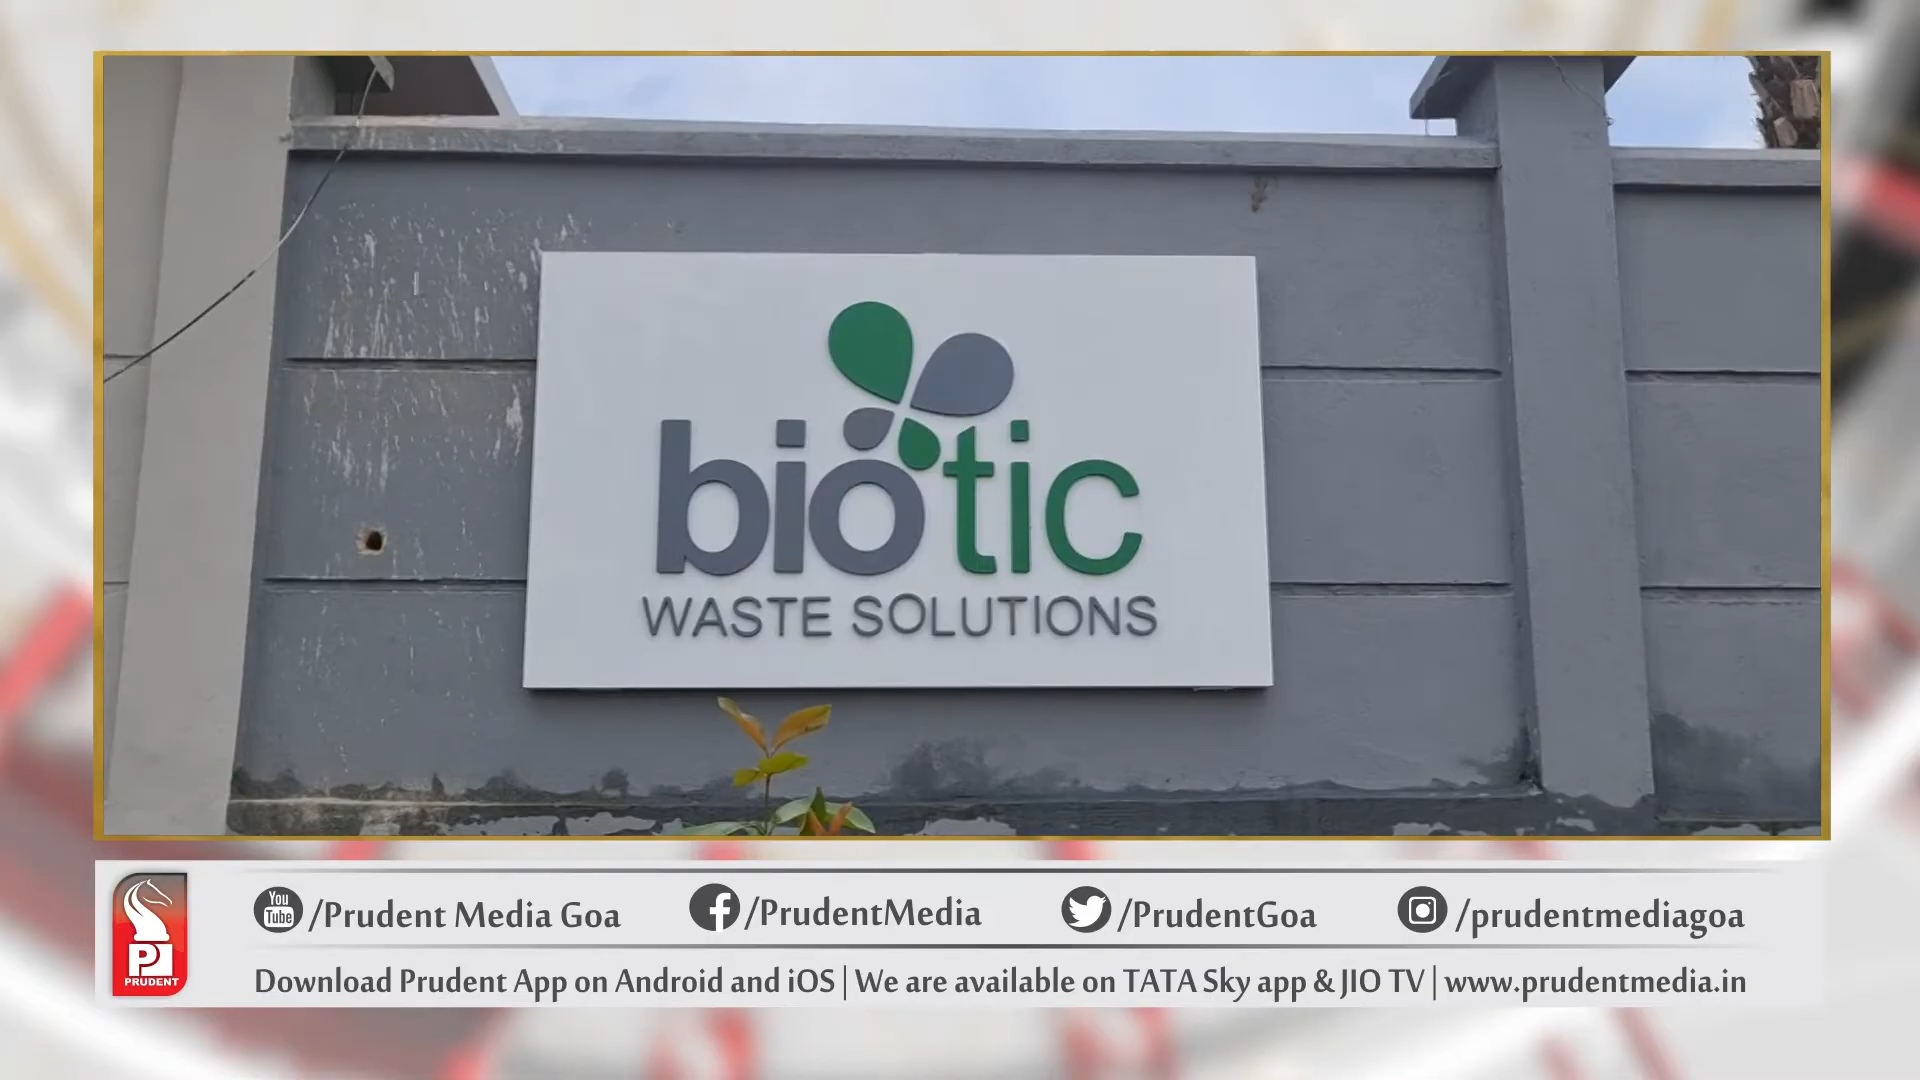 biotic
WASTE SOLUTIONS
You Tube /Prudent Media Goa /PrudentMedia /PrudentGoa /prudentmediagoa
PRUDENT
Download Prudent App on Android and iOS | We are available on TATA Sky app & JIO TV | www.prudentmedia.in